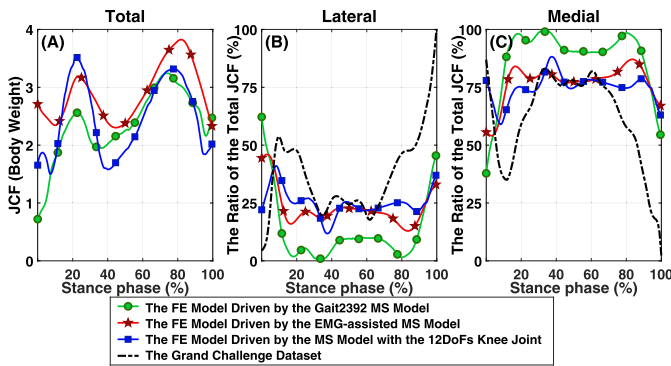 Total
Lateral
Medial
(A)
(B)
(C)
JCF (Body Weight)
4
3
2
1
0
20 40 60 80 100
Stance phase (%)
The Ratio of the Total JCF (%)
100
75
50
25
0
20 40 60 80 100
Stance phase (%)
The Ratio of the Total JCF (%)
100
75
50
25
0
20 40 60 80 100
Stance phase (%)
The FE Model Driven by the Gait2392 MS Model
The FE Model Driven by the EMG-assisted MS Model
The FE Model Driven by the MS Model with the 12DoFs Knee Joint
The Grand Challenge Dataset